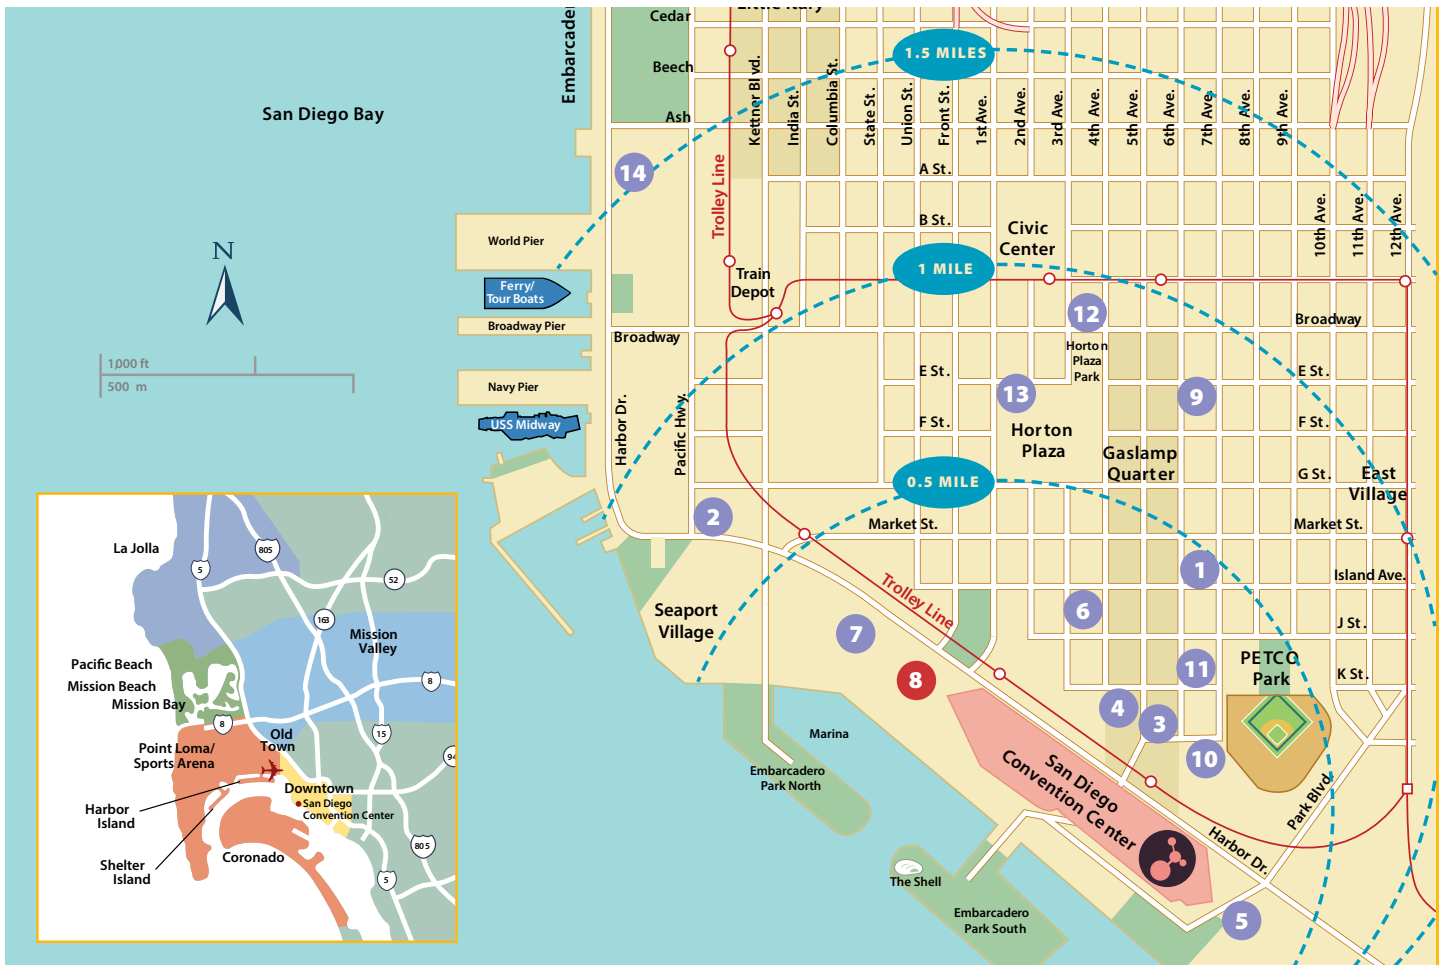 Cedar
Little Italy
Embarcadero
Beech
Ash
San Diego Bay
1.5 MILES
Kettner Blvd.
India St.
Columbia St.
State St.
Union St.
Front St.
1st Ave.
2nd Ave.
3rd Ave.
4th Ave.
5th Ave.
6th Ave.
7th Ave.
8th Ave.
9th Ave.
10th Ave.
11th Ave.
12th Ave.
14
A St.
B St.
Trolley Line
Civic
Center
World Pier
N
1 MILE
Train
Depot
Ferry/
Tour Boats
Broadway Pier
12
Broadway
Broadway
Horton
Plaza
Park
1,000 ft
500 m
Navy Pier
E St.
E St.
13
9
USS Midway
Harbor Dr.
Pacific Hwy.
F St.
F St.
Horton
Plaza
Gaslamp
Quarter
G St.
East
Village
0.5 MILE
2
Market St.
Market St.
1
Island Ave.
Trolley Line
6
J St.
Seaport
Village
7
8
11
PETCO
Park
K St.
4
3
10
Marina
Embarcadero
Park North
San Diego
Convention Center
Park Blvd.
Harbor Dr.
The Shell
Embarcadero
Park South
5
La Jolla
805
5
52
163
Mission
Valley
Pacific Beach
Mission Beach
Mission Bay
8
8
15
94
Old
Town
Point Loma/
Sports Arena
Downtown
San Diego
Convention Center
Harbor
Island
805
Coronado
Shelter
Island
5